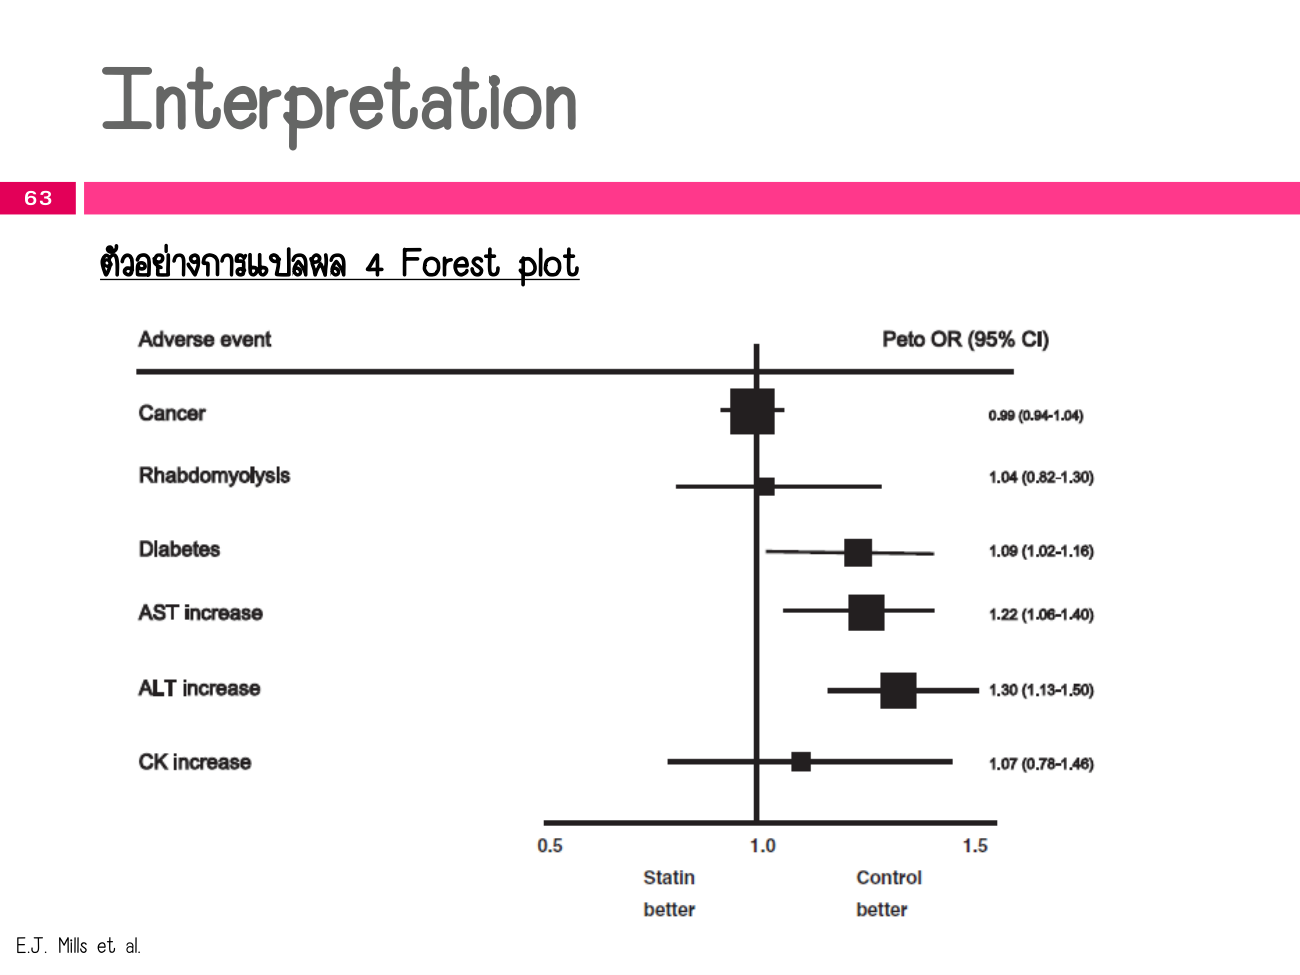 Interpretation
63
ตัวอย่างการแปลผล 4 Forest plot
Adverse event Peto OR (95% CI)
Cancer 0.99 (0.94-1.04)
Rhabdomyolysis 1.04 (0.82-1.30)
Diabetes 1.09 (1.02-1.16)
AST increase 1.22 (1.06-1.40)
ALT increase 1.30 (1.13-1.50)
CK increase 1.07 (0.78-1.46)
0.5 1.0 1.5
Statin Control
better better
E.J. Mills et al.